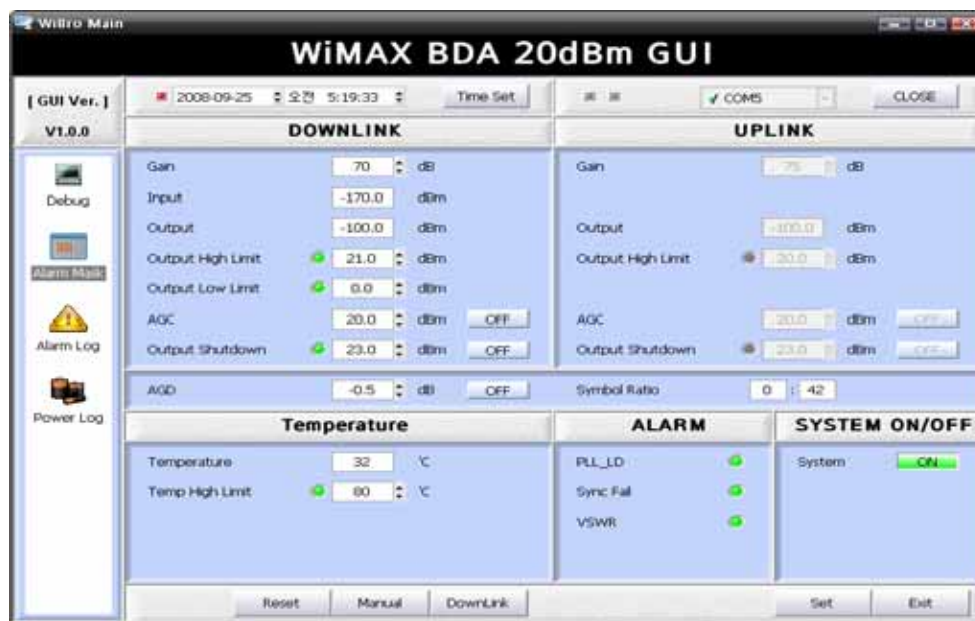 Willro Main
WiMAX BDA 20dBm GUI
[ GUI Ver. ]
V1.0.0
2008-09-25 오전 5:19:33 Time Set
COM5 CLOSE
DOWNLINK
UPLINK
Debug
Alarm Mask
Alarm Log
Power Log
Gain 70 dB
Input -170.0 dBm
Output -100.0 dBm
Output High Limit 21.0 dBm
Output Low Limit 0.0 dBm
AGC 20.0 dBm OFF
Output Shutdown 23.0 dBm OFF
Gain 75 dB
Output -100.0 dBm
Output High Limit 20.0 dBm
AGC 20.0 dBm OFF
Output Shutdown 23.0 dBm OFF
AGD -0.5 dB OFF
Symbol Ratio 0 : 42
Temperature
Temperature 32 ℃
Temp High Limit 80 ℃
ALARM
PLL_LD
Sync Fail
VSWR
SYSTEM ON/OFF
System ON
Reset Manual DownLink
Set Exit